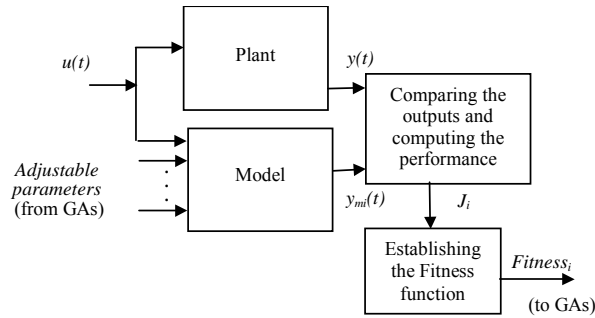 Plant
u(t)
y(t)
Comparing the
outputs and
computing the
performance
Adjustable
parameters
(from GAs)
Model
y_mi(t)
J_i
Establishing
the Fitness
function
Fitness_i
(to GAs)